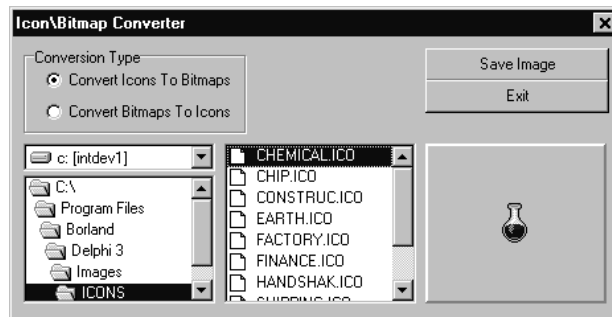 Icon\Bitmap Converter
Conversion Type
Convert Icons To Bitmaps
Convert Bitmaps To Icons
Save Image
Exit
c: [intdev1]
C:\
Program Files
Borland
Delphi 3
Images
ICONS
CHEMICAL.ICO
CHIP.ICO
CONSTRUC.ICO
EARTH.ICO
FACTORY.ICO
FINANCE.ICO
HANDSHAK.ICO
SHIPPING.ICO